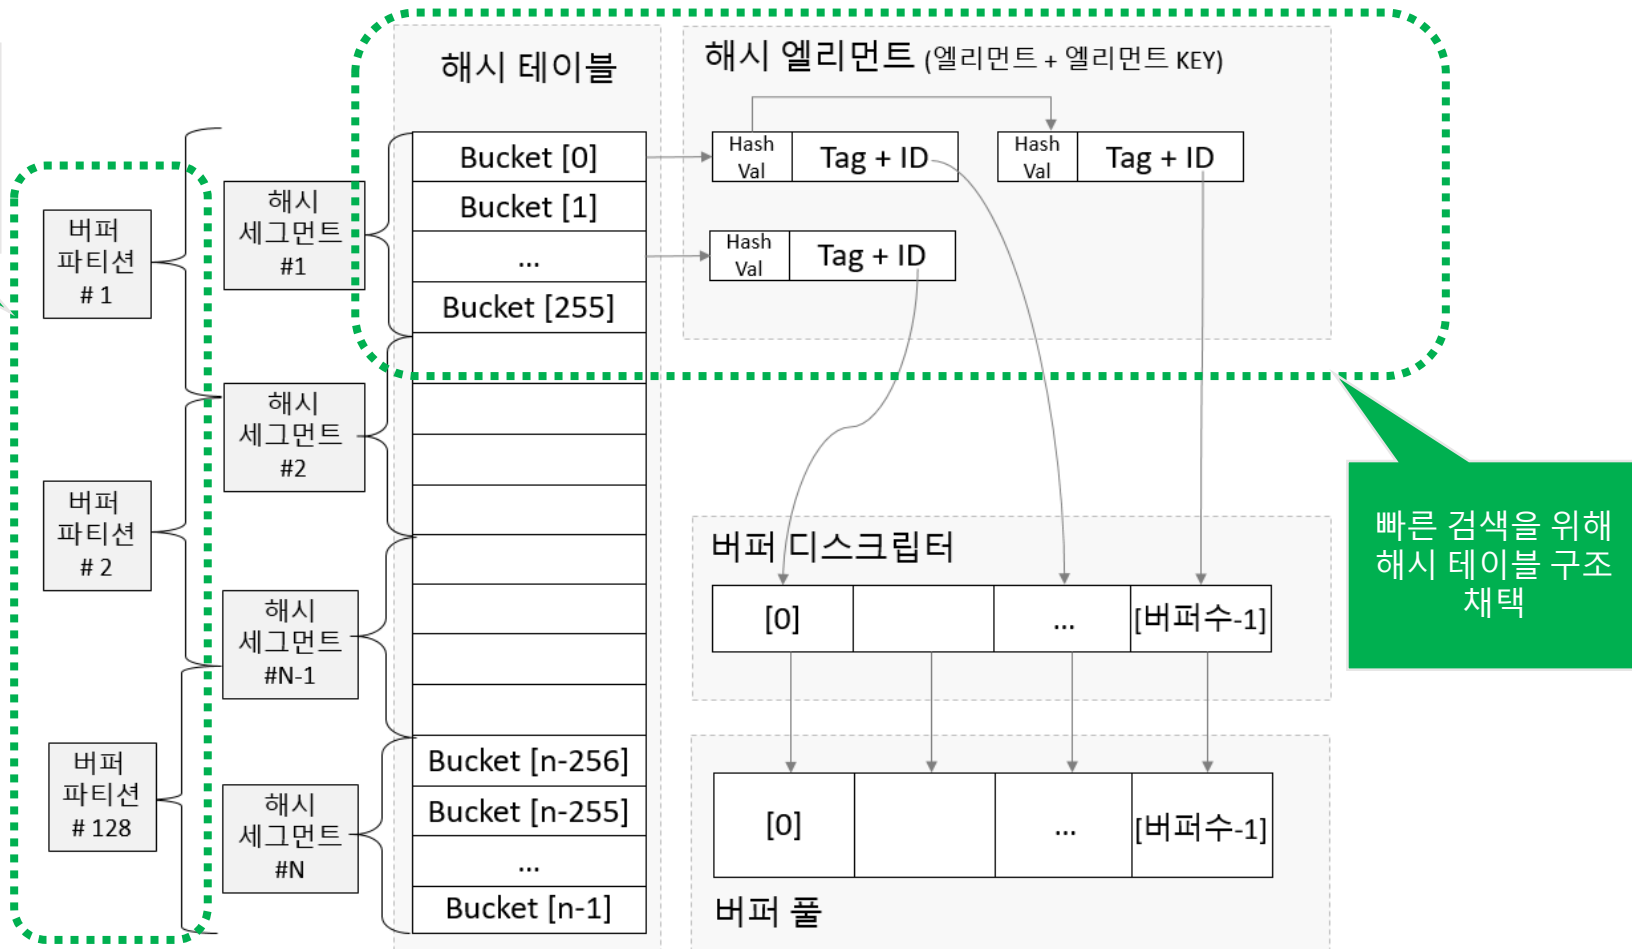 해시 테이블
해시 엘리먼트 (엘리먼트 + 엘리먼트 KEY)
버퍼
파티션
# 1
버퍼
파티션
# 2
버퍼
파티션
# 128
해시
세그먼트
#1
해시
세그먼트
#2
해시
세그먼트
#N-1
해시
세그먼트
#N
Bucket [0]
Bucket [1]
...
Bucket [255]
Bucket [n-256]
Bucket [n-255]
...
Bucket [n-1]
Hash
Val
Tag + ID
Hash
Val
Tag + ID
Hash
Val
Tag + ID
버퍼 디스크립터
[0]
...
[버퍼수-1]
[0]
...
[버퍼수-1]
버퍼 풀
빠른 검색을 위해
해시 테이블 구조
채택